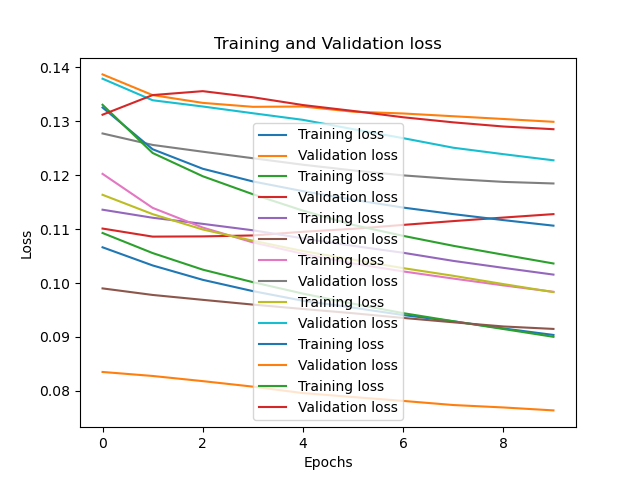 Training and Validation loss
Loss
0.14
0.13
0.12
0.11
0.10
0.09
0.08
Training loss
Validation loss
Training loss
Validation loss
Training loss
Validation loss
Training loss
Validation loss
Training loss
Validation loss
Training loss
Validation loss
Training loss
Validation loss
0 2 4 6 8
Epochs